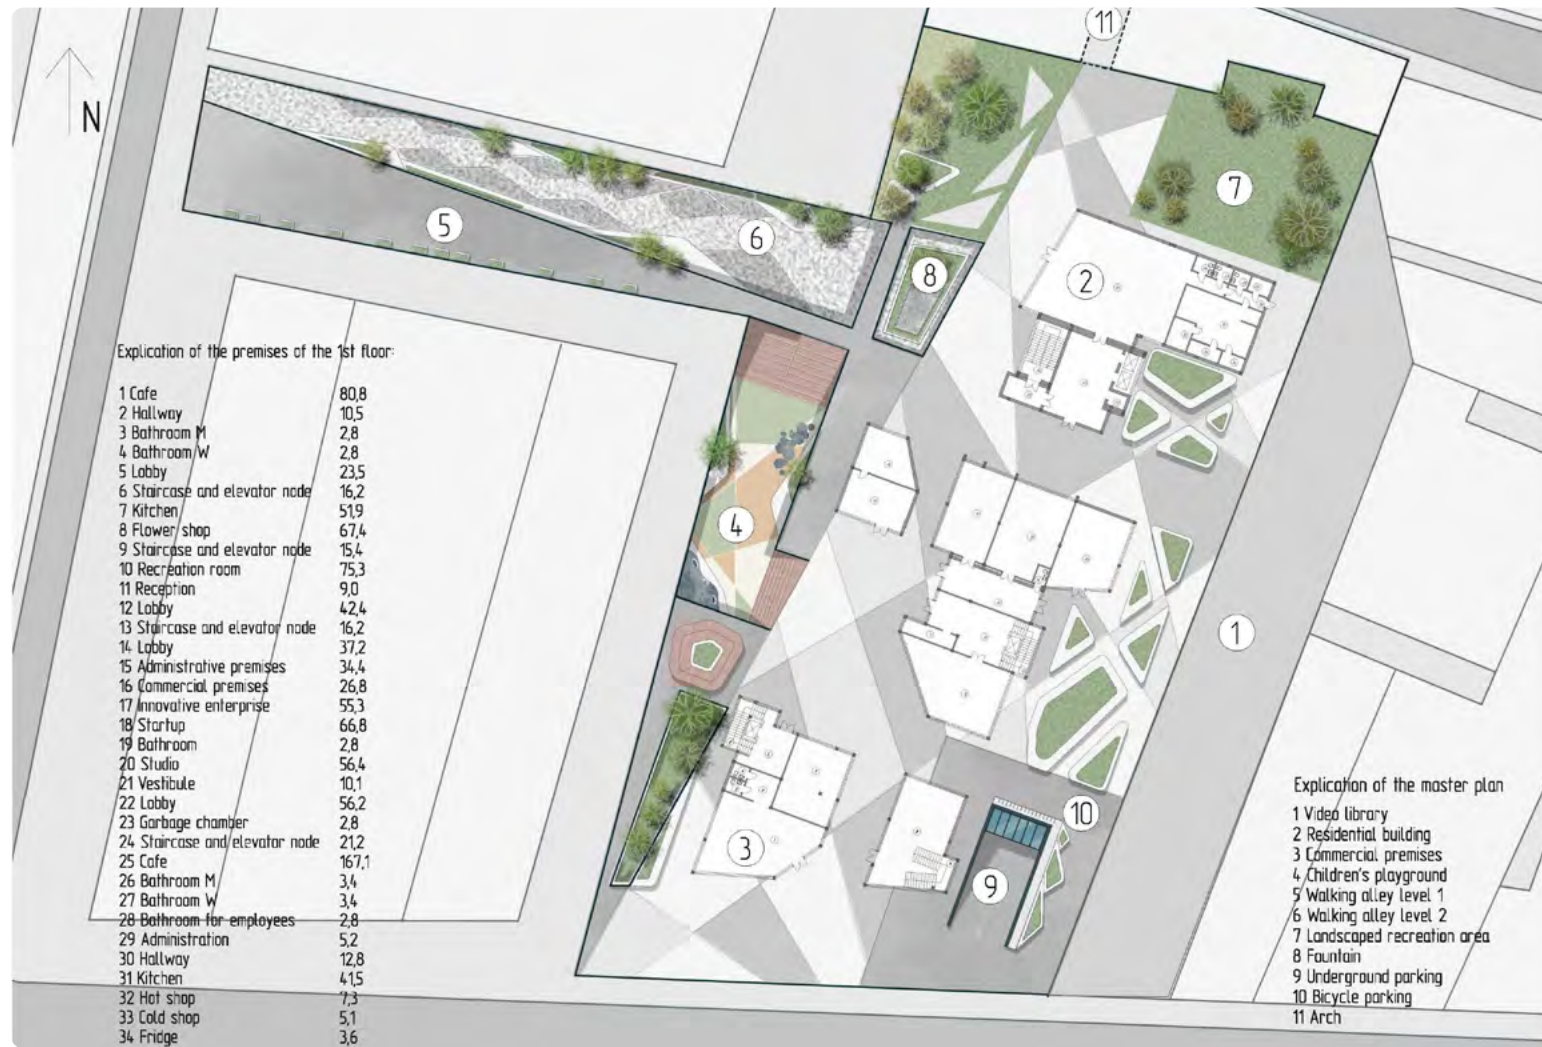 11
N
7
5
6
8
2
4
1
3
10
9
Explication of the premises of the 1st floor:
1 Cafe 80,8
2 Hallway 10,5
3 Bathroom M 2,8
4 Bathroom W 2,8
5 Lobby 23,5
6 Staircase and elevator node 16,2
7 Kitchen 51,9
8 Flower shop 67,4
9 Staircase and elevator node 15,4
10 Recreation room 75,3
11 Reception 9,0
12 Lobby 42,4
13 Staircase and elevator node 16,2
14 Lobby 37,2
15 Administrative premises 34,4
16 Commercial premises 26,8
17 Innovative enterprise 55,3
18 Startup 66,8
19 Bathroom 2,8
20 Studio 56,4
21 Vestibule 10,1
22 Lobby 56,2
23 Garbage chamber 2,8
24 Staircase and elevator node 21,2
25 Cafe 167,1
26 Bathroom M 3,4
27 Bathroom W 3,4
28 Bathroom for employees 2,8
29 Administration 5,2
30 Hallway 12,8
31 Kitchen 41,5
32 Hot shop 7,3
33 Cold shop 5,1
34 Fridge 3,6
Explication of the master plan
1 Video library
2 Residential building
3 Commercial premises
4 Children's playground
5 Walking alley level 1
6 Walking alley level 2
7 Landscaped recreation area
8 Fountain
9 Underground parking
10 Bicycle parking
11 Arch